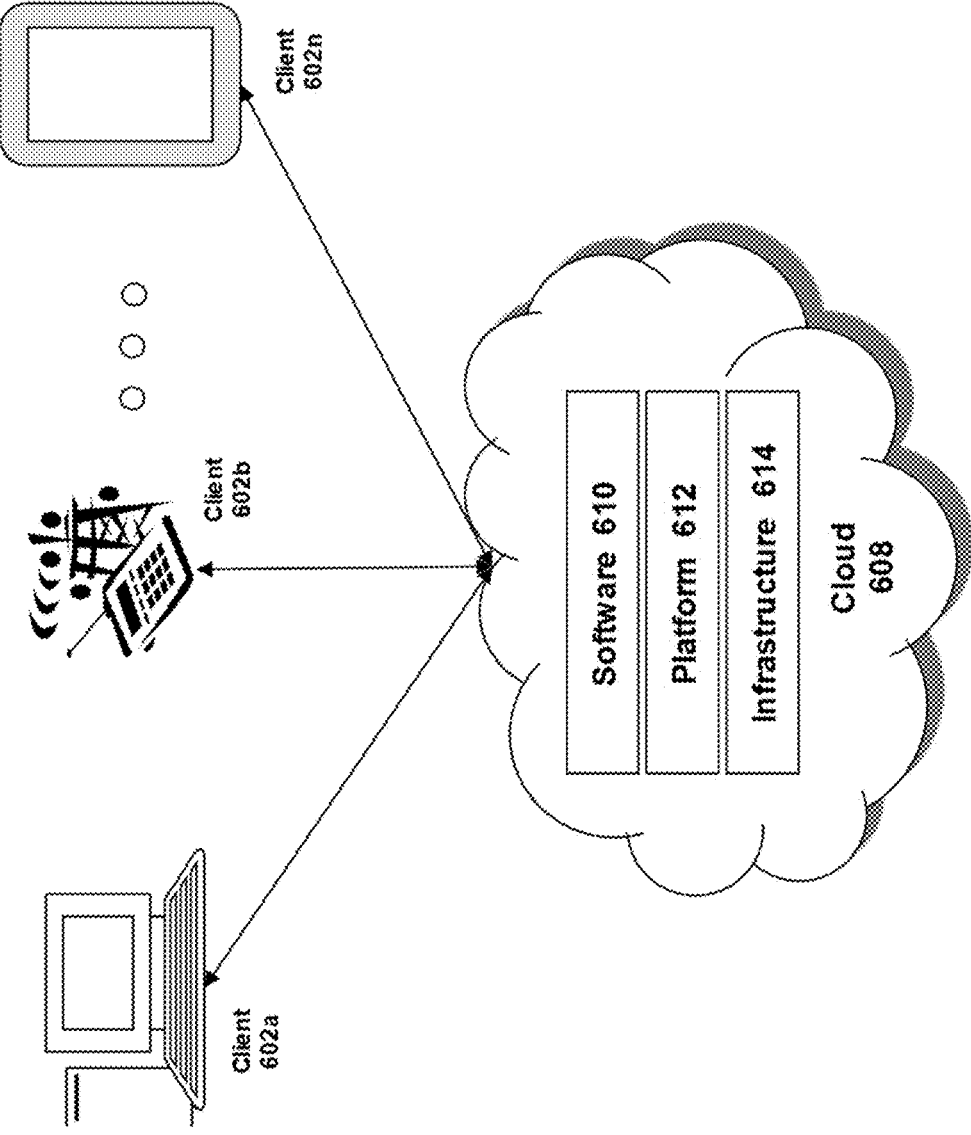 Client
602a
Client
602b
Client
602n
Software 610
Platform 612
Infrastructure 614
Cloud
608